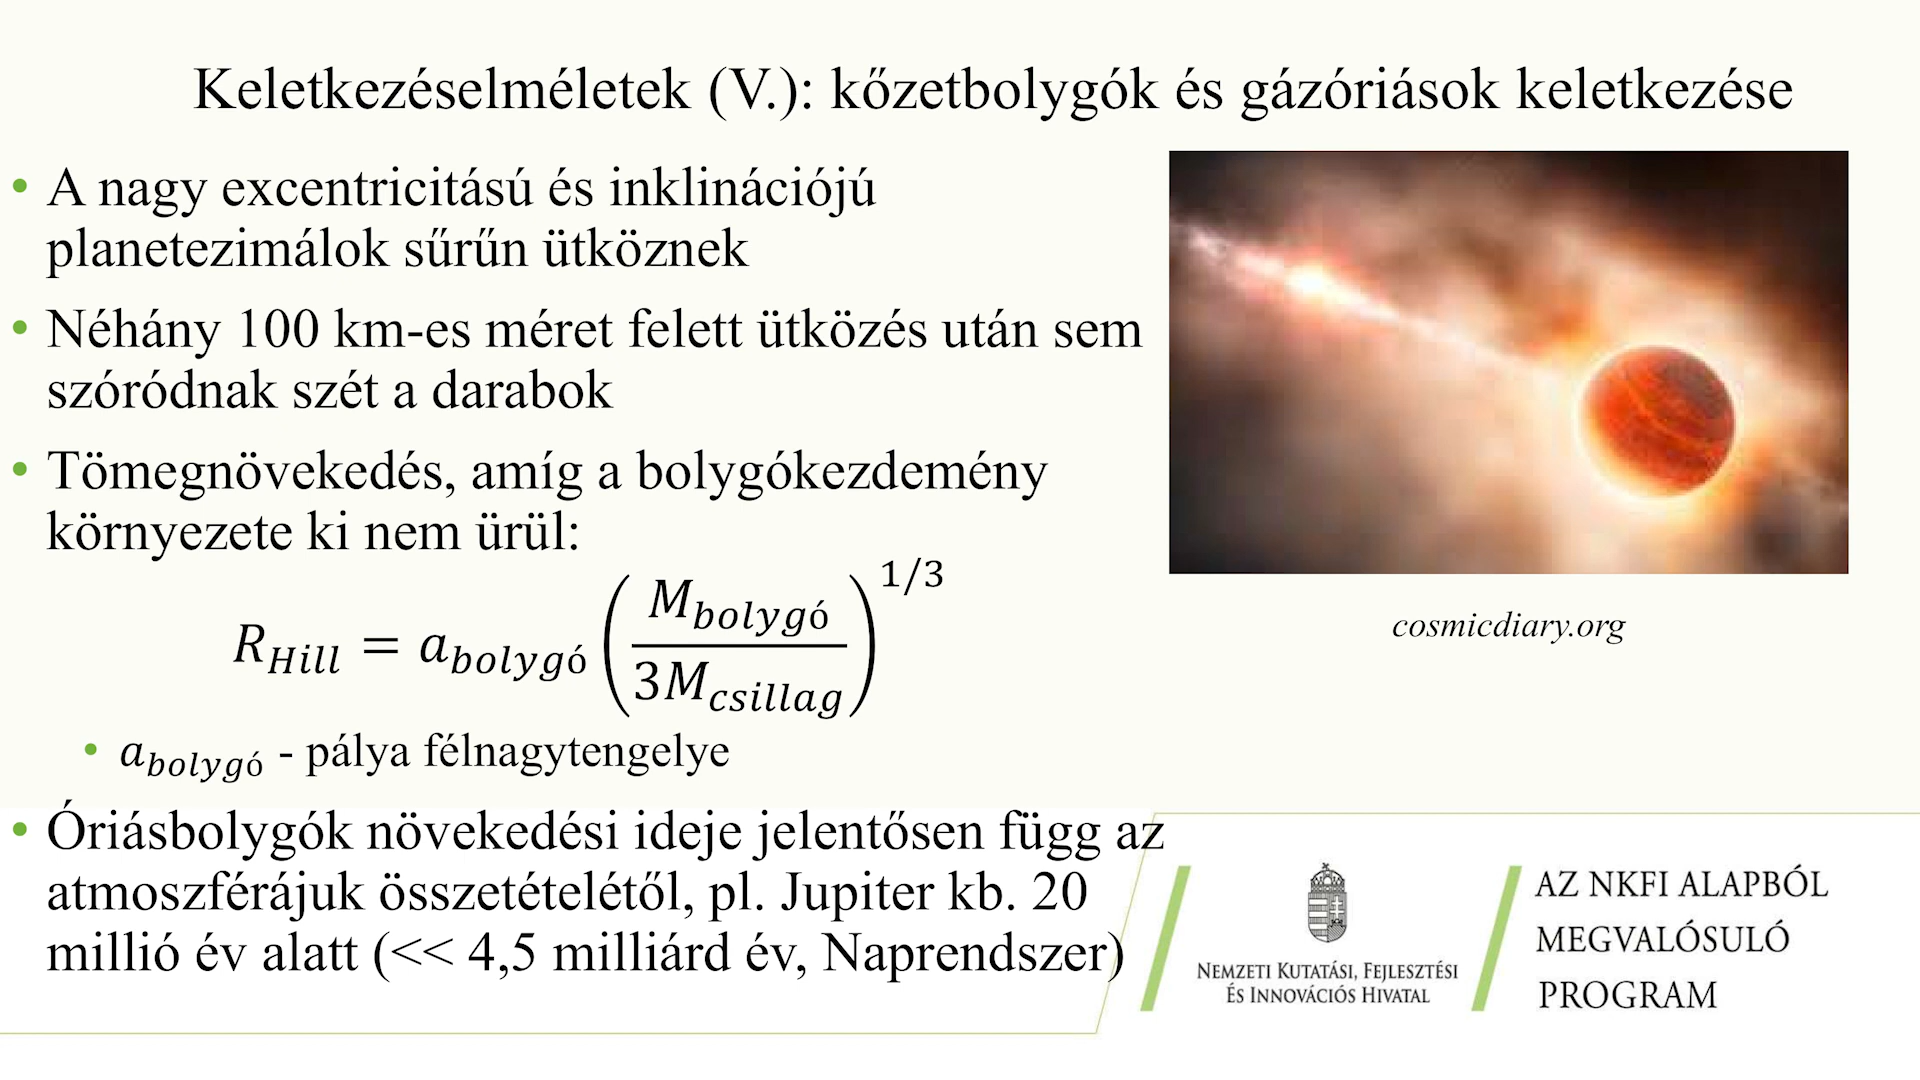 Keletkezéselméletek (V.): kőzetbolygók és gázóriások keletkezése
• A nagy excentricitású és inklinációjú
planetezimálok sűrűn ütköznek
• Néhány 100 km-es méret felett ütközés után sem
szóródnak szét a darabok
• Tömegnövekedés, amíg a bolygókezdemény
környezete ki nem ürül:
R_Hill = a_bolygó (M_bolygó / 3M_csillag)^1/3
• a_bolygó - pálya félnagytengelye
• Óriásbolygók növekedési ideje jelentősen függ az
atmoszférájuk összetételétől, pl. Jupiter kb. 20
millió év alatt (<< 4,5 milliárd év, Naprendszer)
cosmicdiary.org
NEMZETI KUTATÁSI, FEJLESZTÉSI
ÉS INNOVÁCIÓS HIVATAL
AZ NKFI ALAPBÓL
MEGVALÓSULÓ
PROGRAM